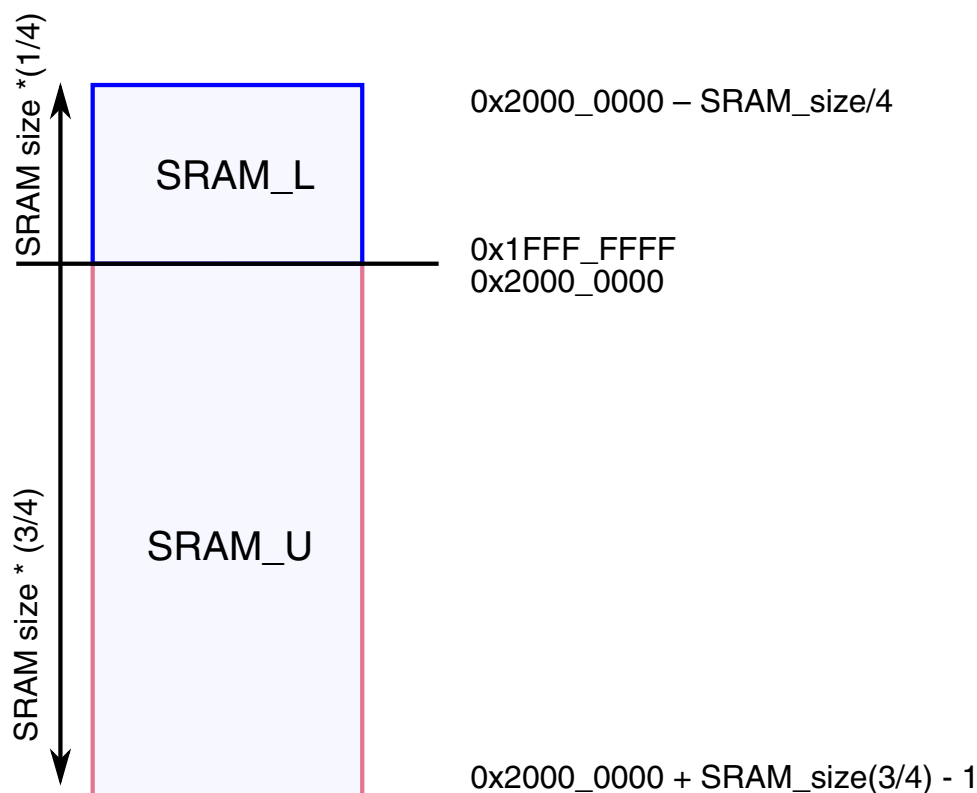 SRAM size *(1/4)
0x2000_0000 – SRAM_size/4
SRAM_L
0x1FFF_FFFF
0x2000_0000
SRAM size * (3/4)
SRAM_U
0x2000_0000 + SRAM_size(3/4) - 1